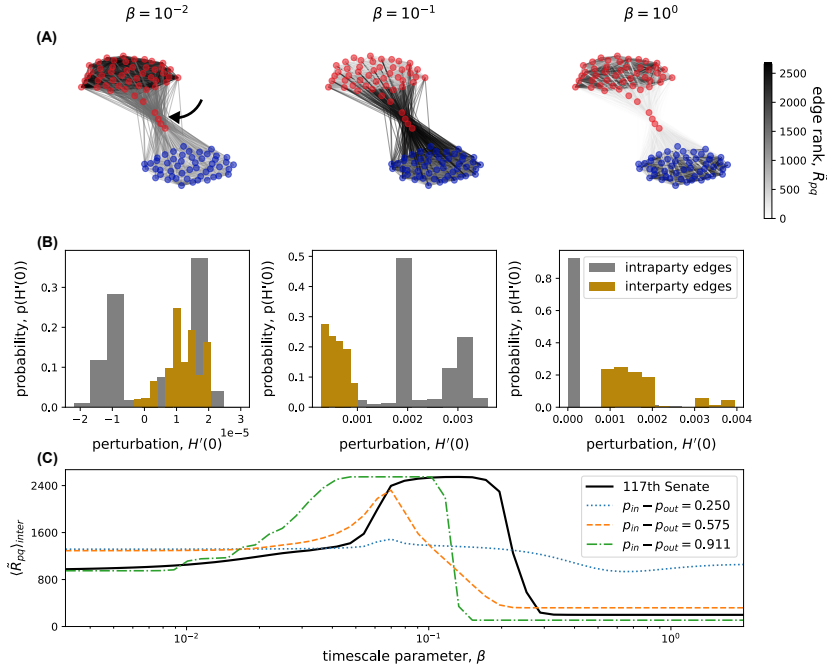 β = 10⁻² β = 10⁻¹ β = 10⁰
(A)
2500
2000
1500
1000
500
0
edge rank, R̃pq
(B)
probability, p(H'(0))
0.3
0.2
0.1
0.0
−2 −1 0 1 2 3
1e−5
perturbation, H'(0)
probability, p(H'(0))
0.5
0.4
0.3
0.2
0.1
0.0
0.001 0.002 0.003
perturbation, H'(0)
probability, p(H'(0))
0.8
0.6
0.4
0.2
0.0
0.000 0.001 0.002 0.003 0.004
perturbation, H'(0)
intraparty edges
interparty edges
(C)
⟨R̃pq⟩inter
2400
1600
800
0
10⁻² 10⁻¹ 10⁰
timescale parameter, β
117th Senate
pin − pout = 0.250
pin − pout = 0.575
pin − pout = 0.911